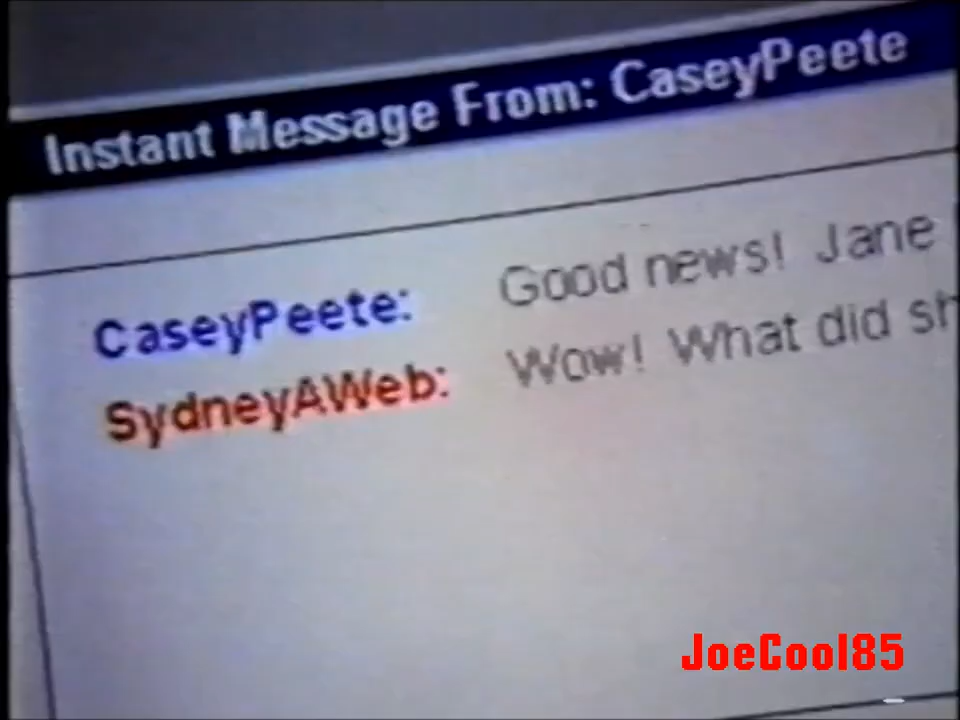 Instant Message From: CaseyPeete
CaseyPeete: Good news! Jane
SydneyAWeb: Wow! What did
JoeCool85